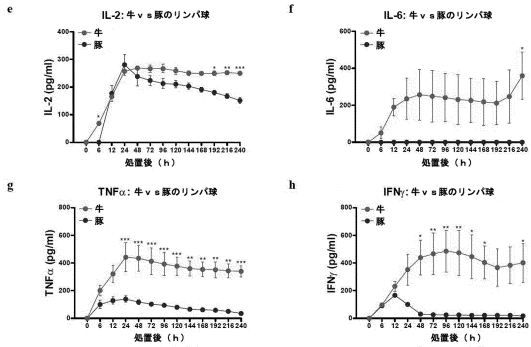 e
IL-2: 牛ｖｓ豚のリンパ球
牛
豚
IL-2 (pg/ml)
400
300
200
100
0
*
* ** ***
0 6 12 24 48 72 96 120 144 168 192 216 240
処置後（ｈ）
f
IL-6: 牛ｖｓ豚のリンパ球
牛
豚
IL-6 (pg/ml)
600
400
200
0
*
0 6 12 24 48 72 96 120 144 168 192 216 240
処置後（ｈ）
g
TNFα: 牛ｖｓ豚のリンパ球
牛
豚
TNFα (pg/ml)
800
600
400
200
0
*** *** *** *** *** ** ** ** ** ***
0 6 12 24 48 72 96 120 144 168 192 216 240
処置後（ｈ）
h
IFNγ: 牛ｖｓ豚のリンパ球
牛
豚
IFNγ (pg/ml)
800
600
400
200
0
* ** ** ** * * *
0 6 12 24 48 72 96 120 144 168 192 216 240
処置後（ｈ）